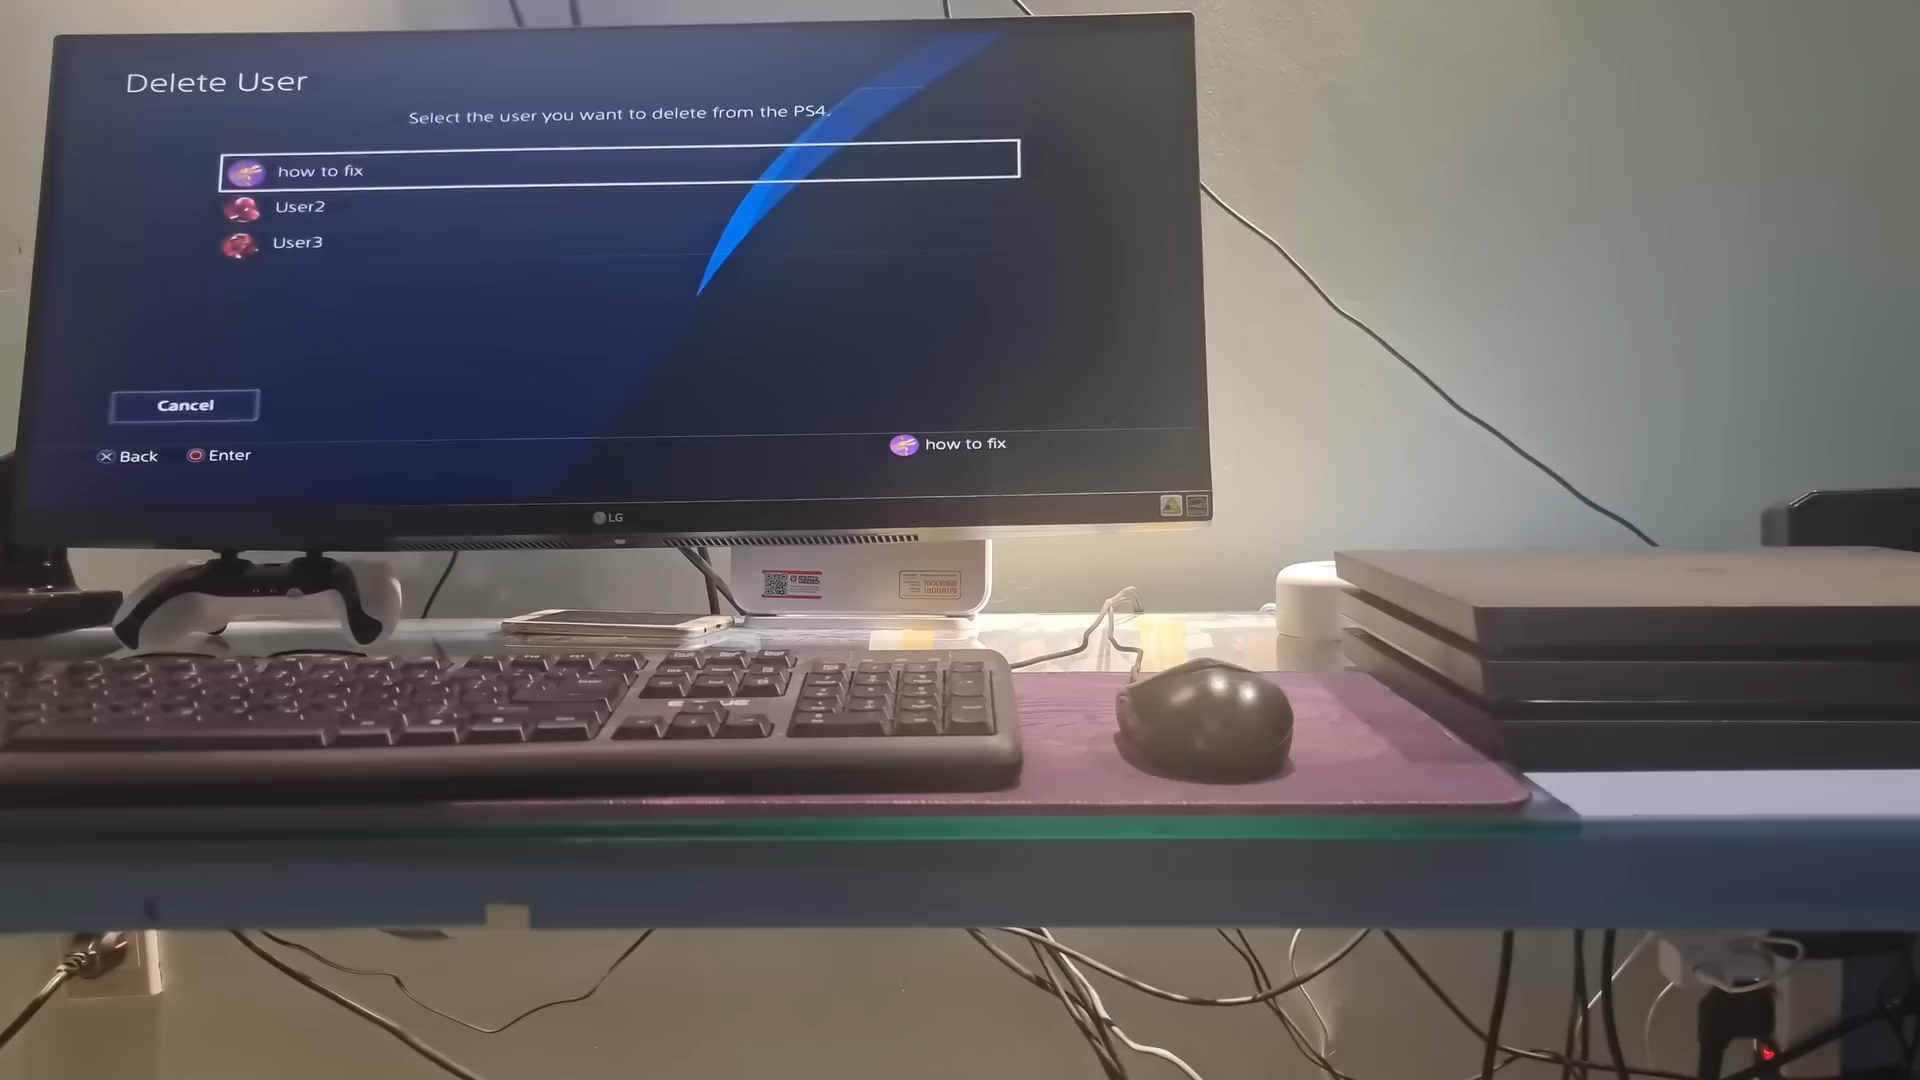 Delete User
Select the user you want to delete from the PS4.
how to fix
User2
User3
Cancel
Back
Enter
how to fix
LG